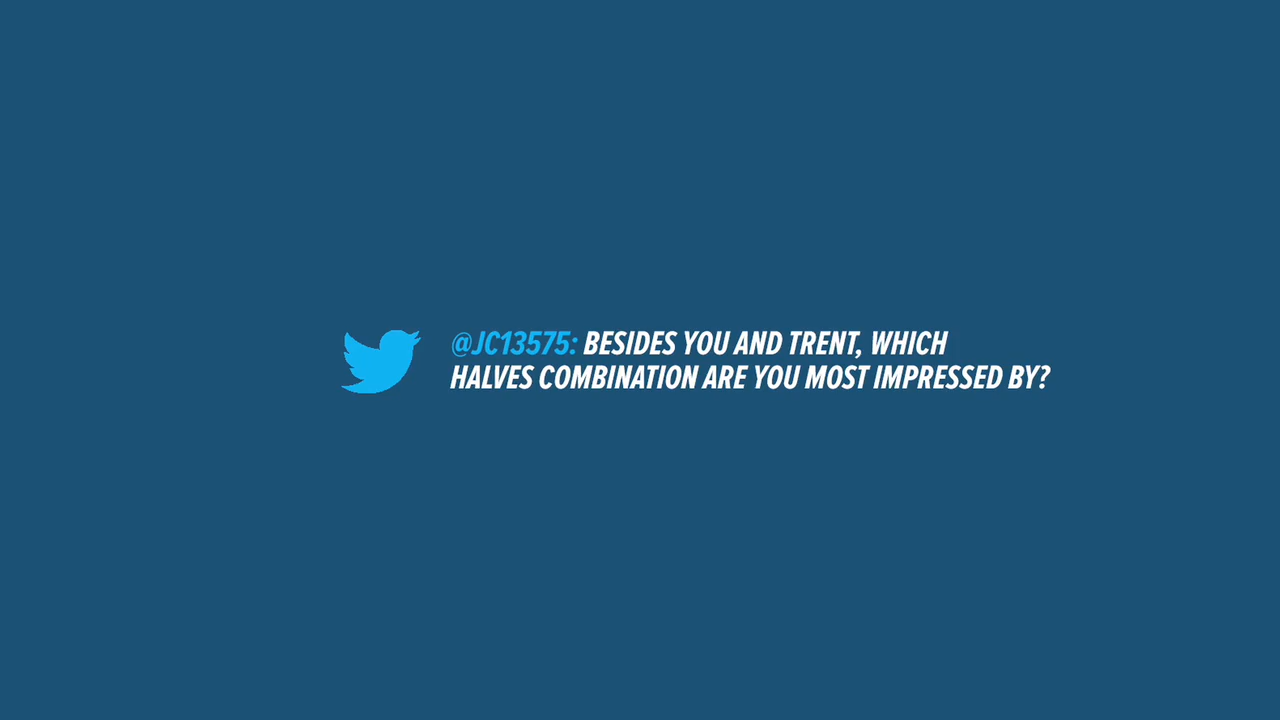 @JC13575: BESIDES YOU AND TRENT, WHICH
HALVES COMBINATION ARE YOU MOST IMPRESSED BY?